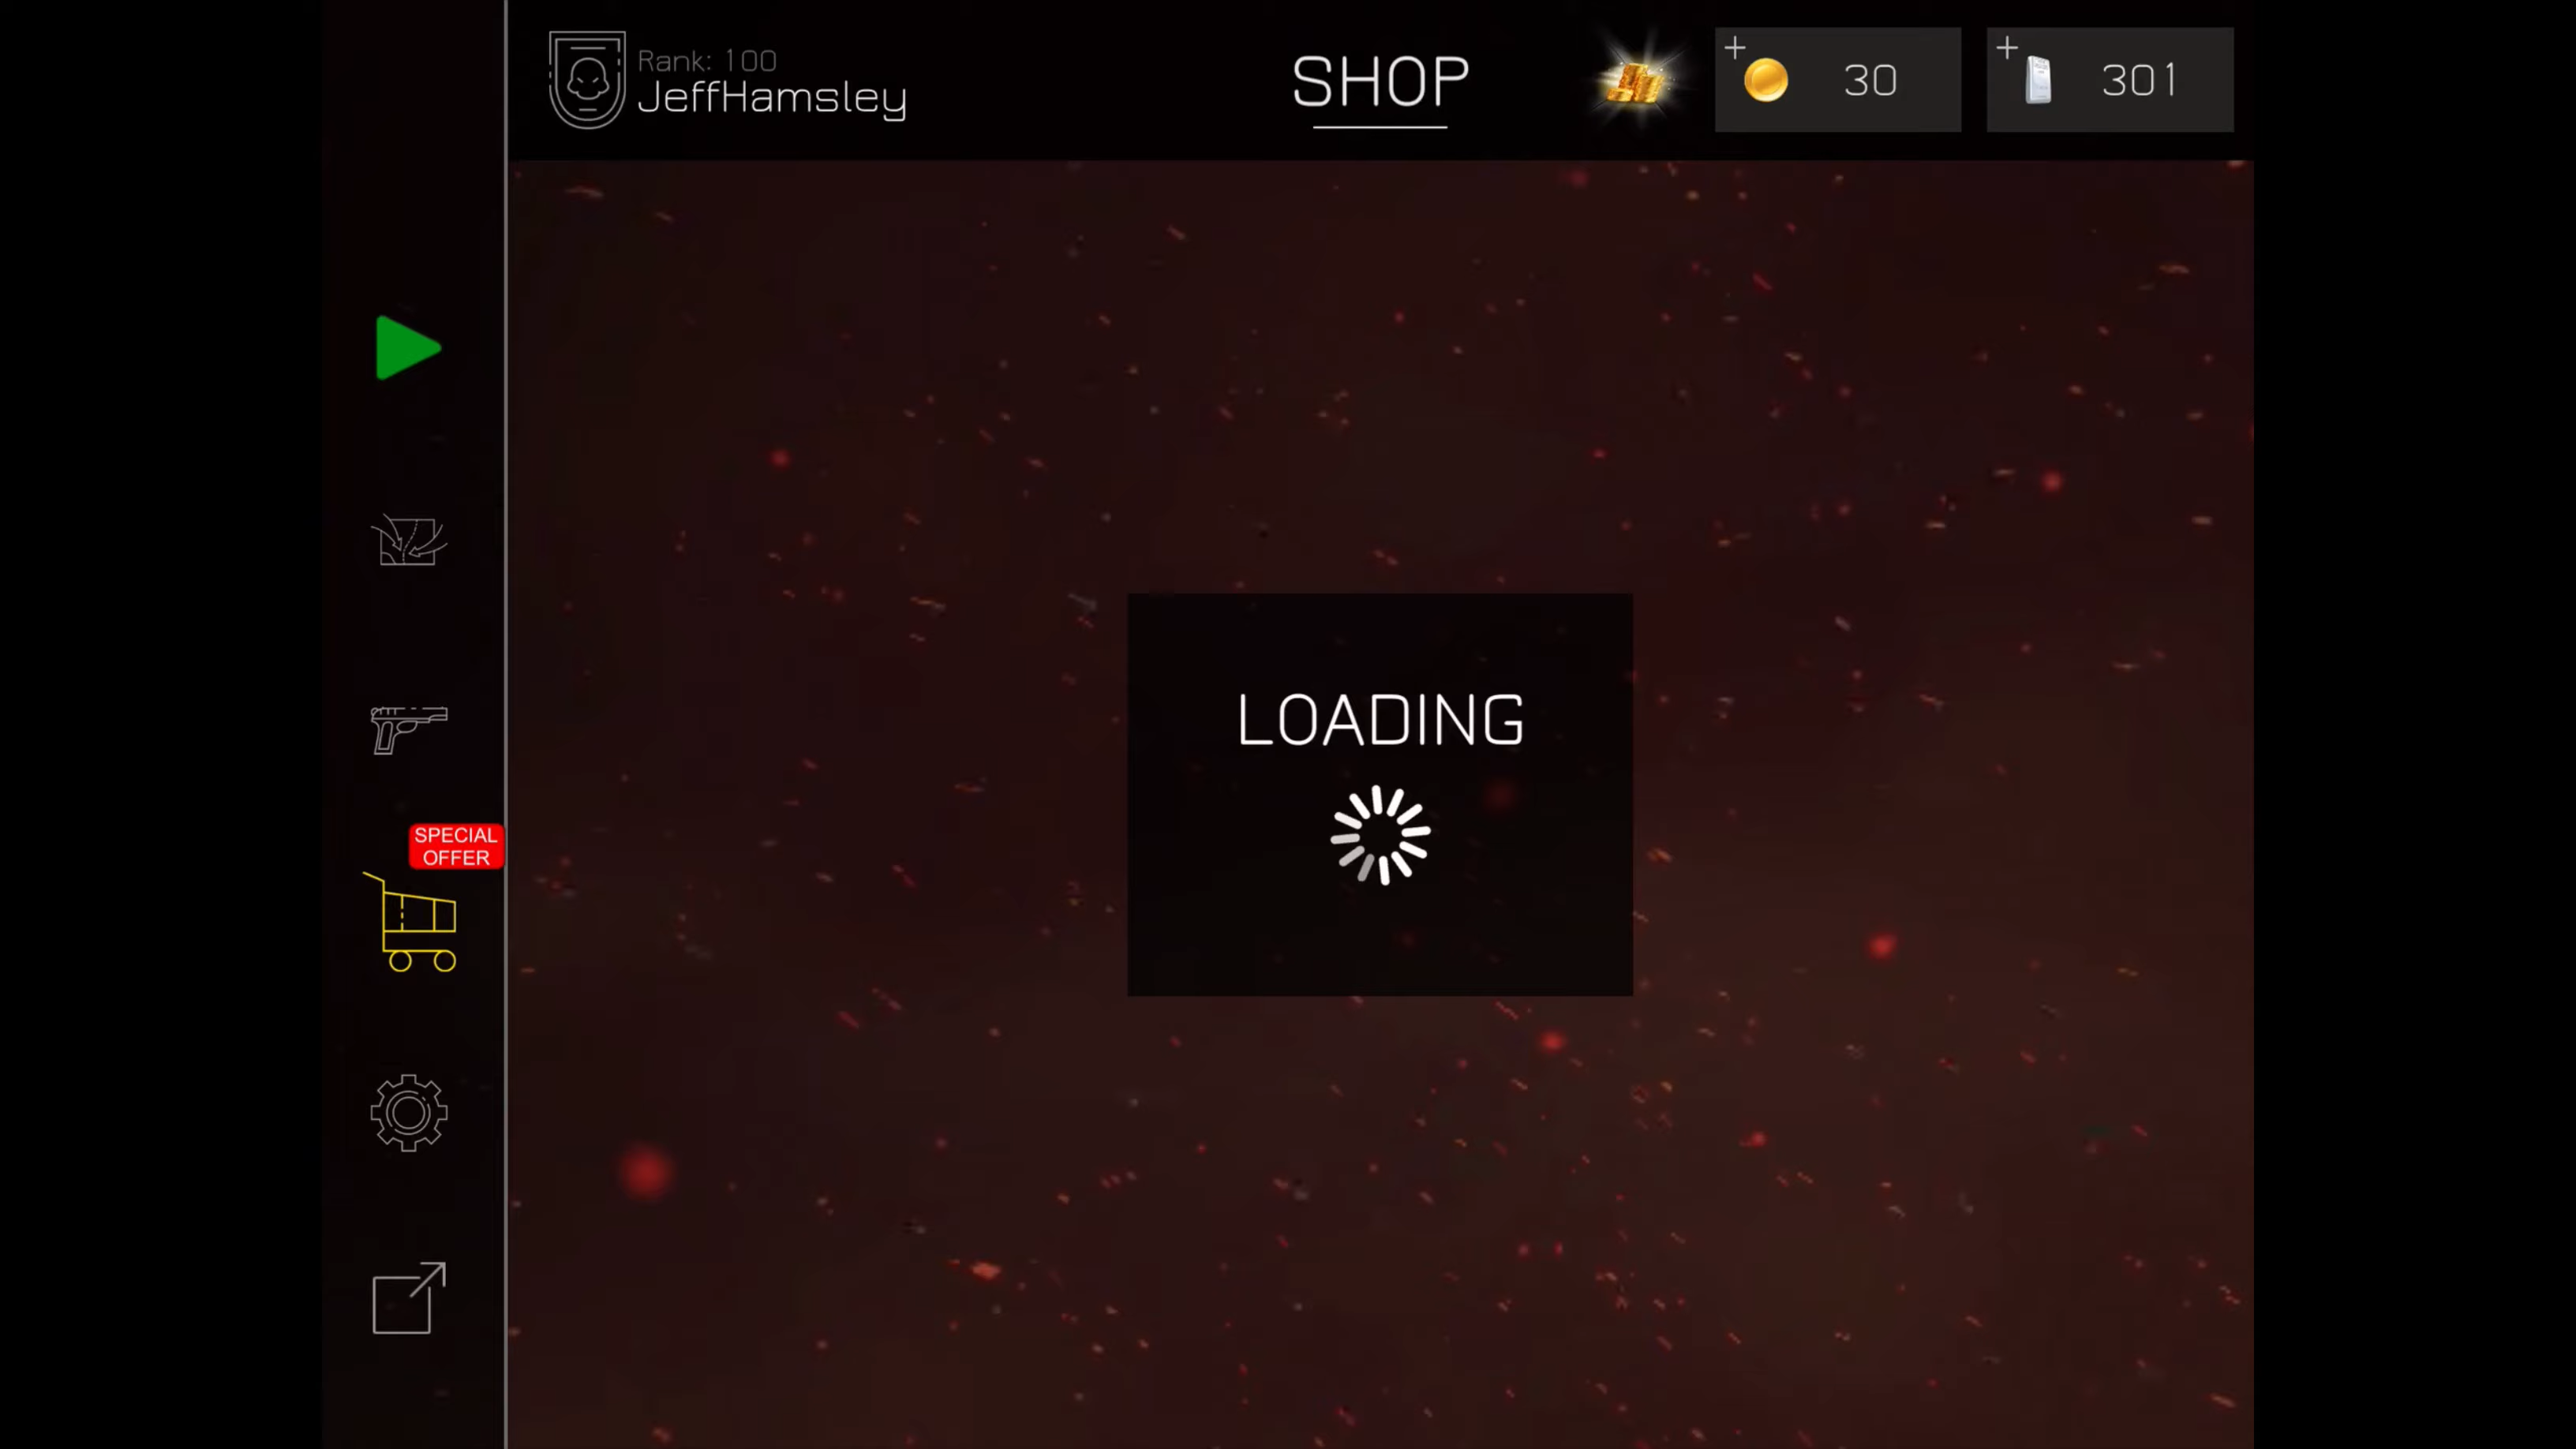 Rank: 100
JeffHamsley
SHOP
30
301
LOADING
SPECIAL
OFFER